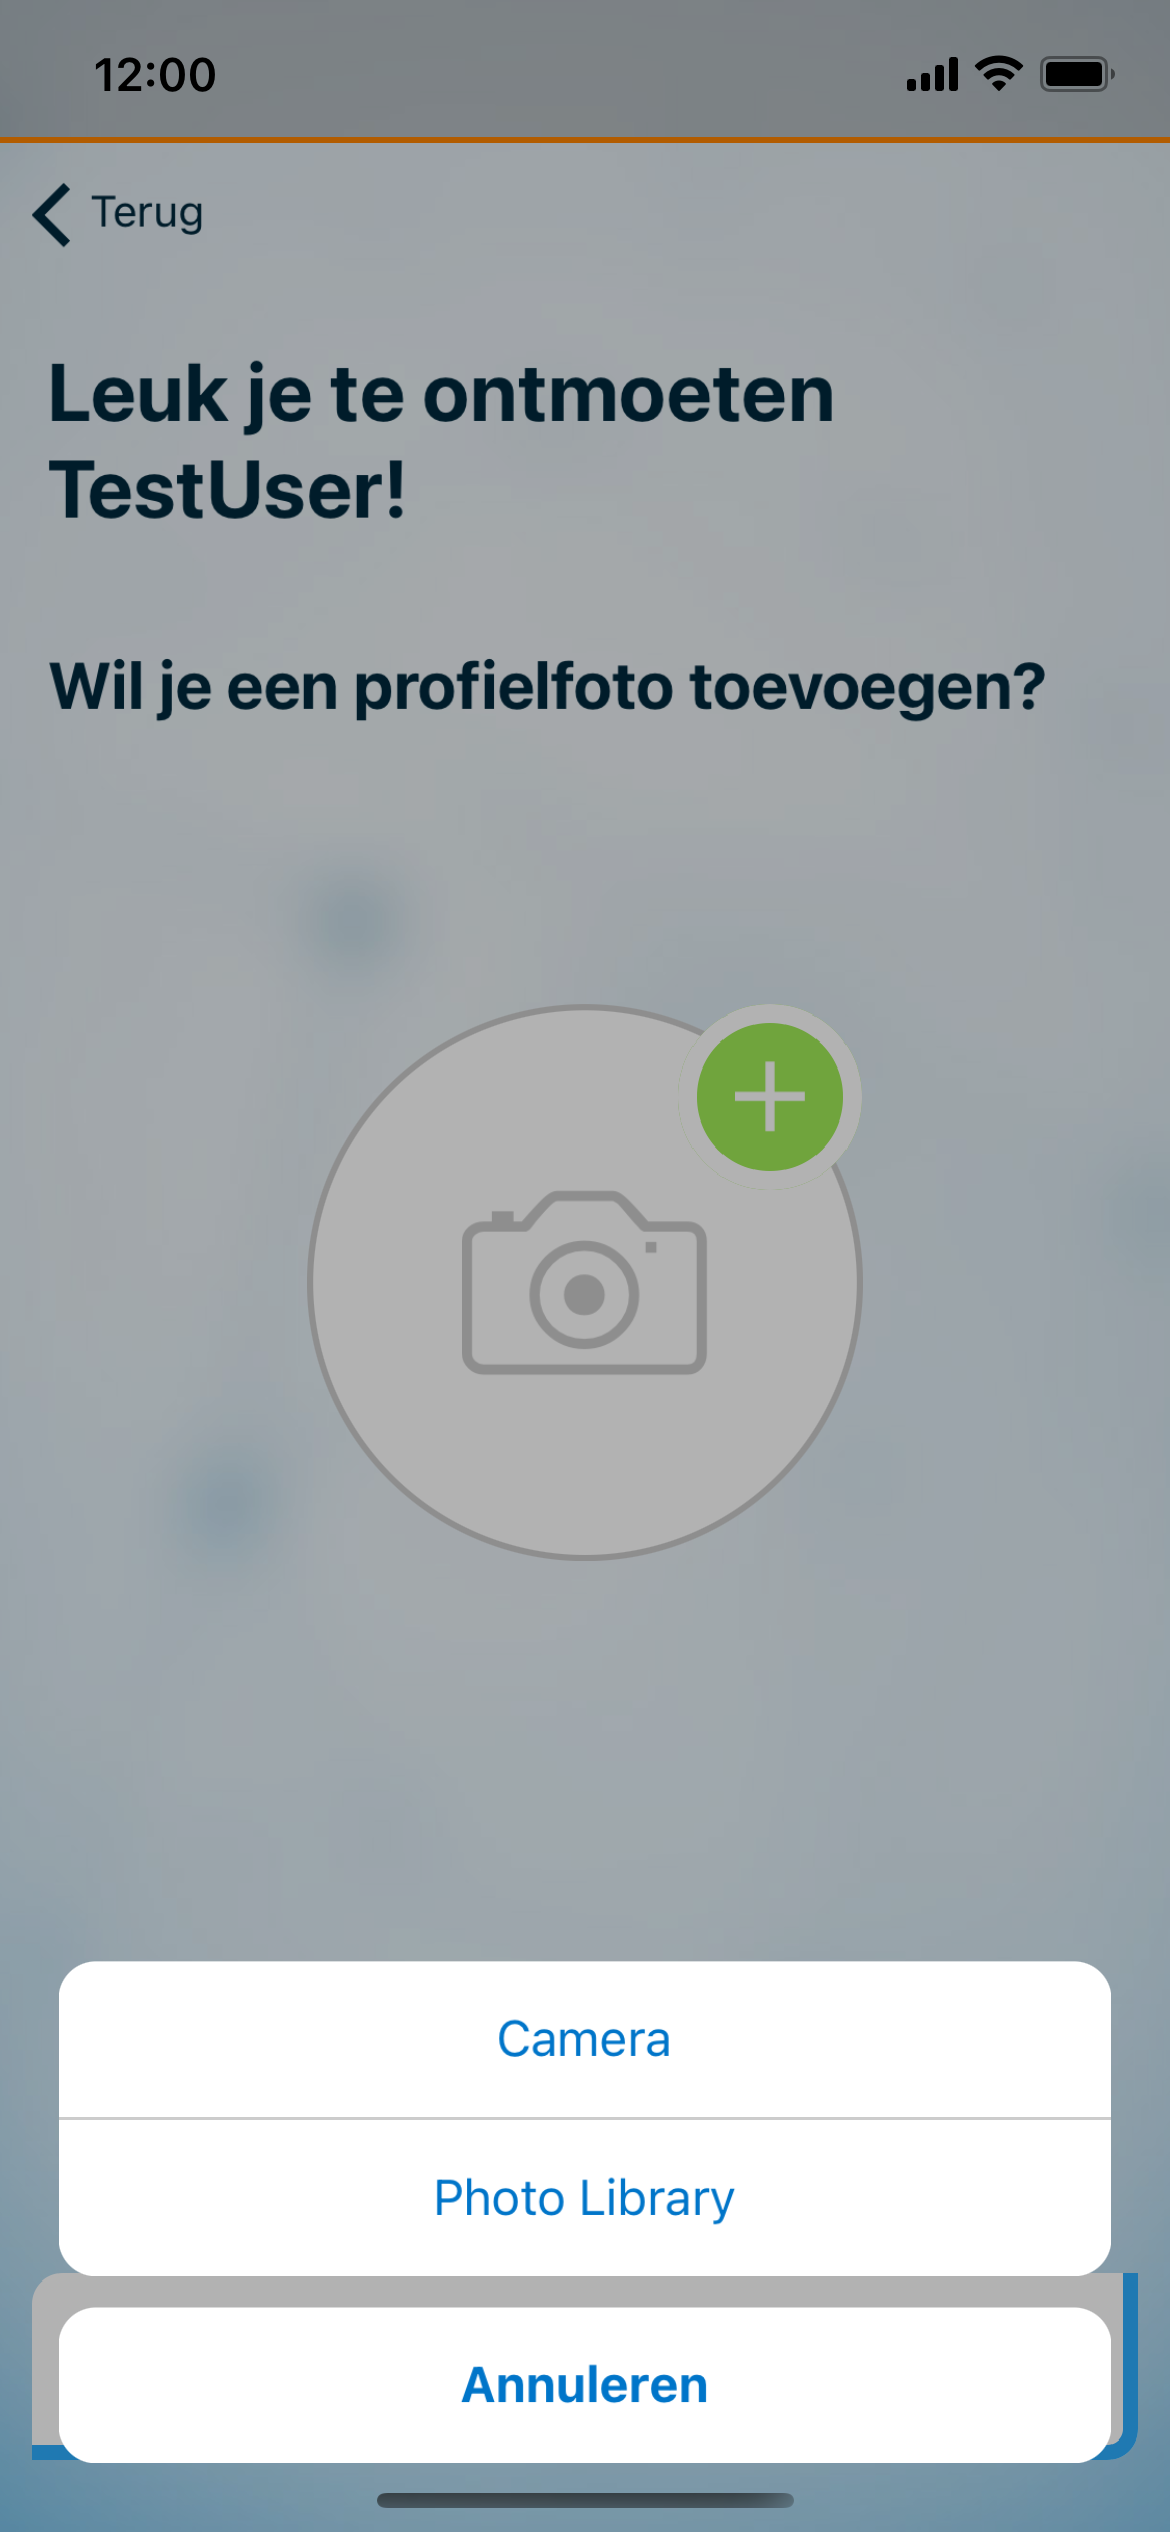 12:00
Terug
Leuk je te ontmoeten
TestUser!
Wil je een profielfoto toevoegen?
Camera
Photo Library
Annuleren